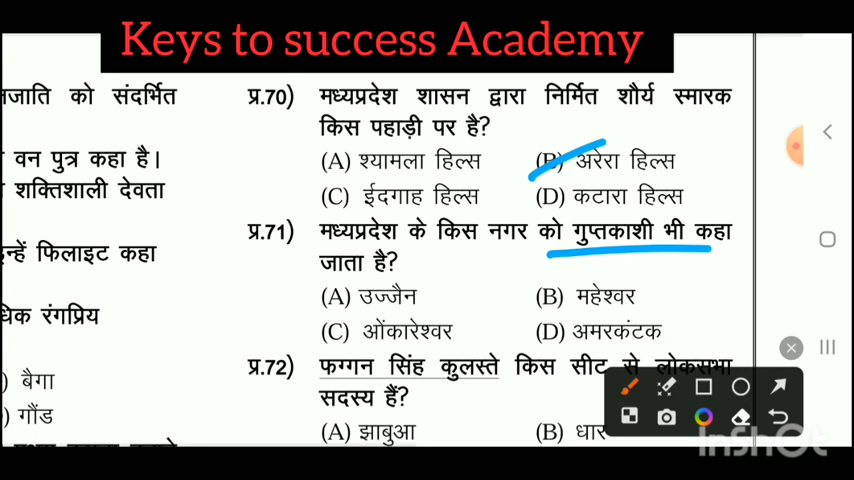 Keys to success Academy
नजाति को संदर्भित
वन पुत्र कहा है।
शक्तिशाली देवता
इन्हें फिलाइट कहा
धिक रंगप्रिय
) बैगा
) गौंड
प्र.70) मध्यप्रदेश शासन द्वारा निर्मित शौर्य स्मारक
किस पहाड़ी पर है?
(A) श्यामला हिल्स (B) अरेरा हिल्स
(C) ईदगाह हिल्स (D) कटारा हिल्स
प्र.71) मध्यप्रदेश के किस नगर को गुप्तकाशी भी कहा
जाता है?
(A) उज्जैन (B) महेश्वर
(C) ओंकारेश्वर (D) अमरकंटक
प्र.72) फग्गन सिंह कुलस्ते किस सीट से लोकसभा
सदस्य हैं?
(A) झाबुआ (B) धार
InShOt